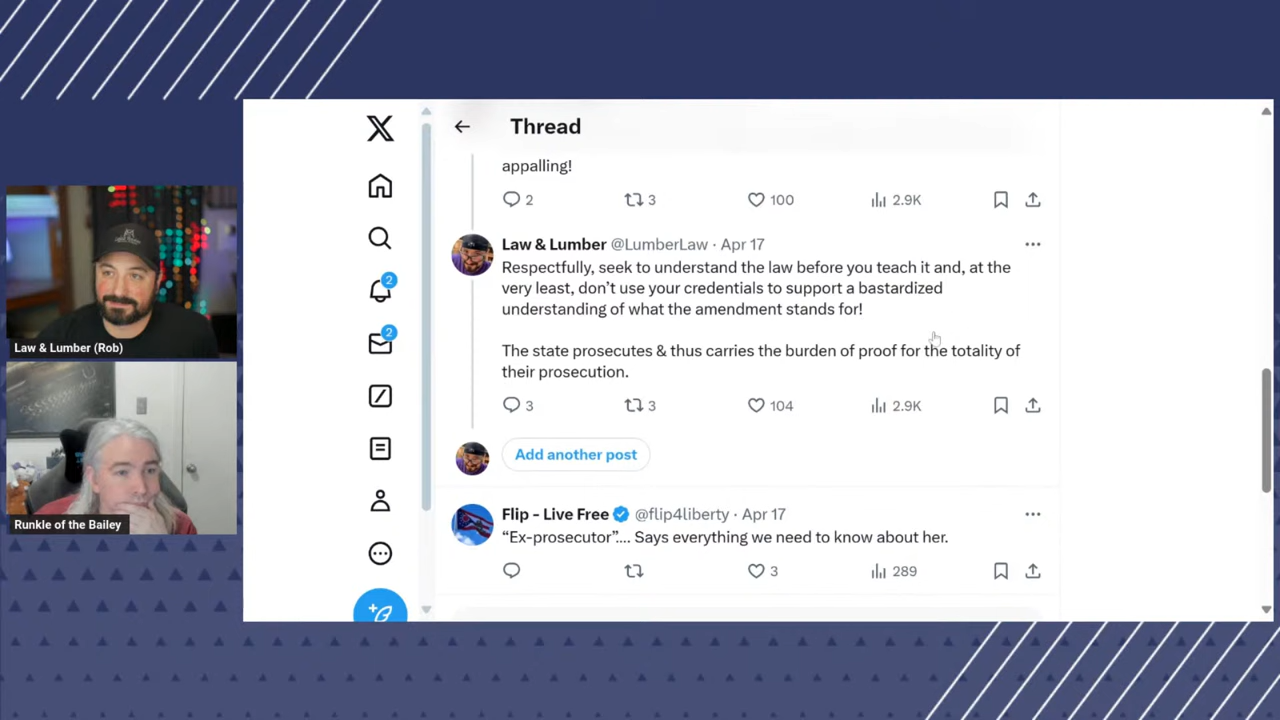 Thread
appalling!
2 3 100 2.9K
Law & Lumber @LumberLaw · Apr 17
Respectfully, seek to understand the law before you teach it and, at the
very least, don’t use your credentials to support a bastardized
understanding of what the amendment stands for!
The state prosecutes & thus carries the burden of proof for the totality of
their prosecution.
3 3 104 2.9K
Add another post
Flip - Live Free @flip4liberty · Apr 17
“Ex-prosecutor”.... Says everything we need to know about her.
3 289
2
2
Law & Lumber (Rob)
Runkle of the Bailey